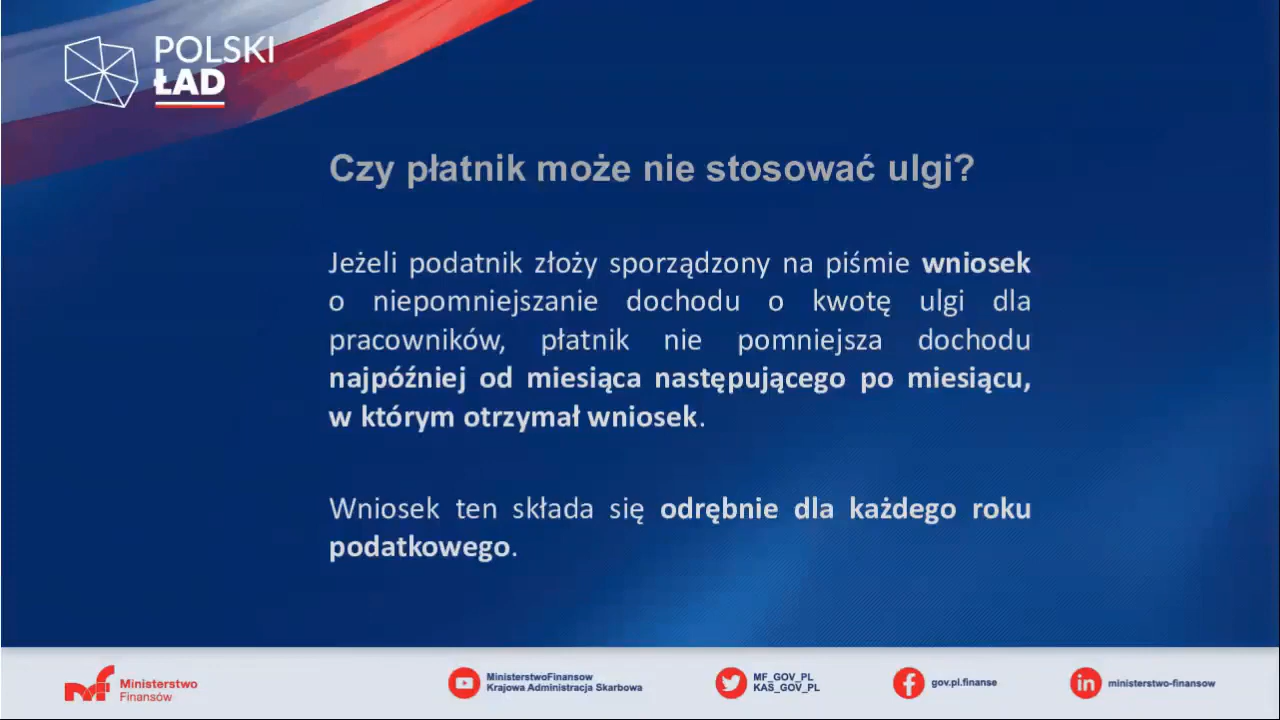 POLSKI
ŁAD
Czy płatnik może nie stosować ulgi?
Jeżeli podatnik złoży sporządzony na piśmie wniosek
o niepomniejszanie dochodu o kwotę ulgi dla
pracowników, płatnik nie pomniejsza dochodu
najpóźniej od miesiąca następującego po miesiącu,
w którym otrzymał wniosek.
Wniosek ten składa się odrębnie dla każdego roku
podatkowego.
Ministerstwo
Finansów
MinisterstwoFinansow
Krajowa Administracja Skarbowa
MF_GOV_PL
KAS_GOV_PL
gov.pl.finanse
ministerstwo-finansow